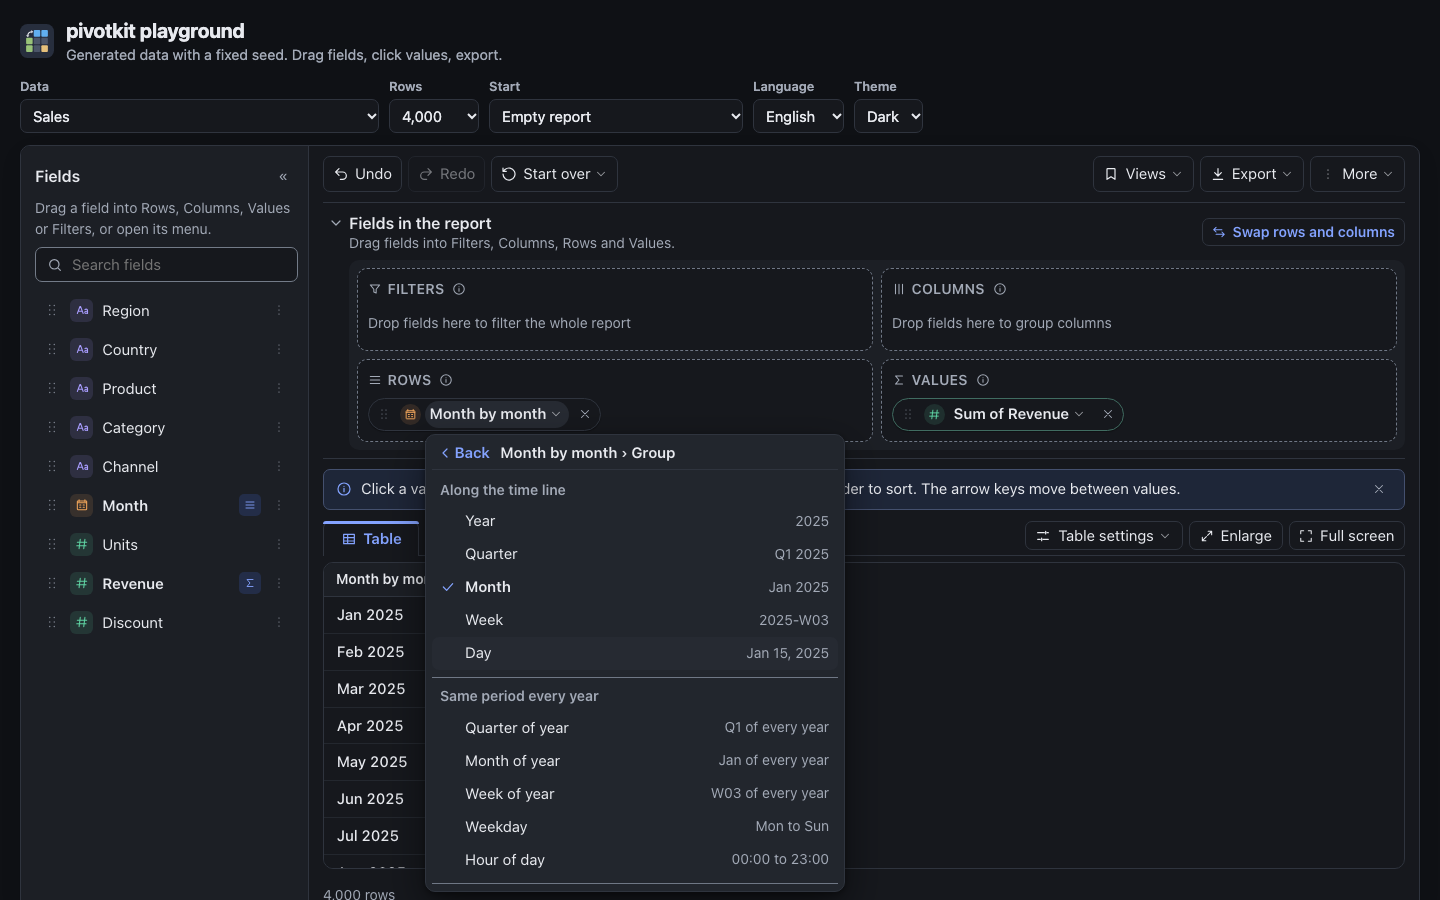 pivotkit playground
Generated data with a fixed seed. Drag fields, click values, export.
Data
Rows
Start
Language
Theme
Sales
4,000
Empty report
English
Dark
Fields
«
Drag a field into Rows, Columns, Values
or Filters, or open its menu.
Search fields
Aa Region
Aa Country
Aa Product
Aa Category
Aa Channel
Month
# Units
# Revenue Σ
# Discount
Undo
Redo
Start over
Views
Export
More
Fields in the report
Drag fields into Filters, Columns, Rows and Values.
Swap rows and columns
FILTERS
Drop fields here to filter the whole report
COLUMNS
Drop fields here to group columns
ROWS
Month by month
Σ VALUES
# Sum of Revenue
Back Month by month › Group
Along the time line
Year 2025
Quarter Q1 2025
Month Jan 2025
Week 2025-W03
Day Jan 15, 2025
Same period every year
Quarter of year Q1 of every year
Month of year Jan of every year
Week of year W03 of every year
Weekday Mon to Sun
Hour of day 00:00 to 23:00
Click a
to sort. The arrow keys move between values.
Table
Table settings
Enlarge
Full screen
Month by
Jan 2025
Feb 2025
Mar 2025
Apr 2025
May 2025
Jun 2025
Jul 2025
4,000 rows